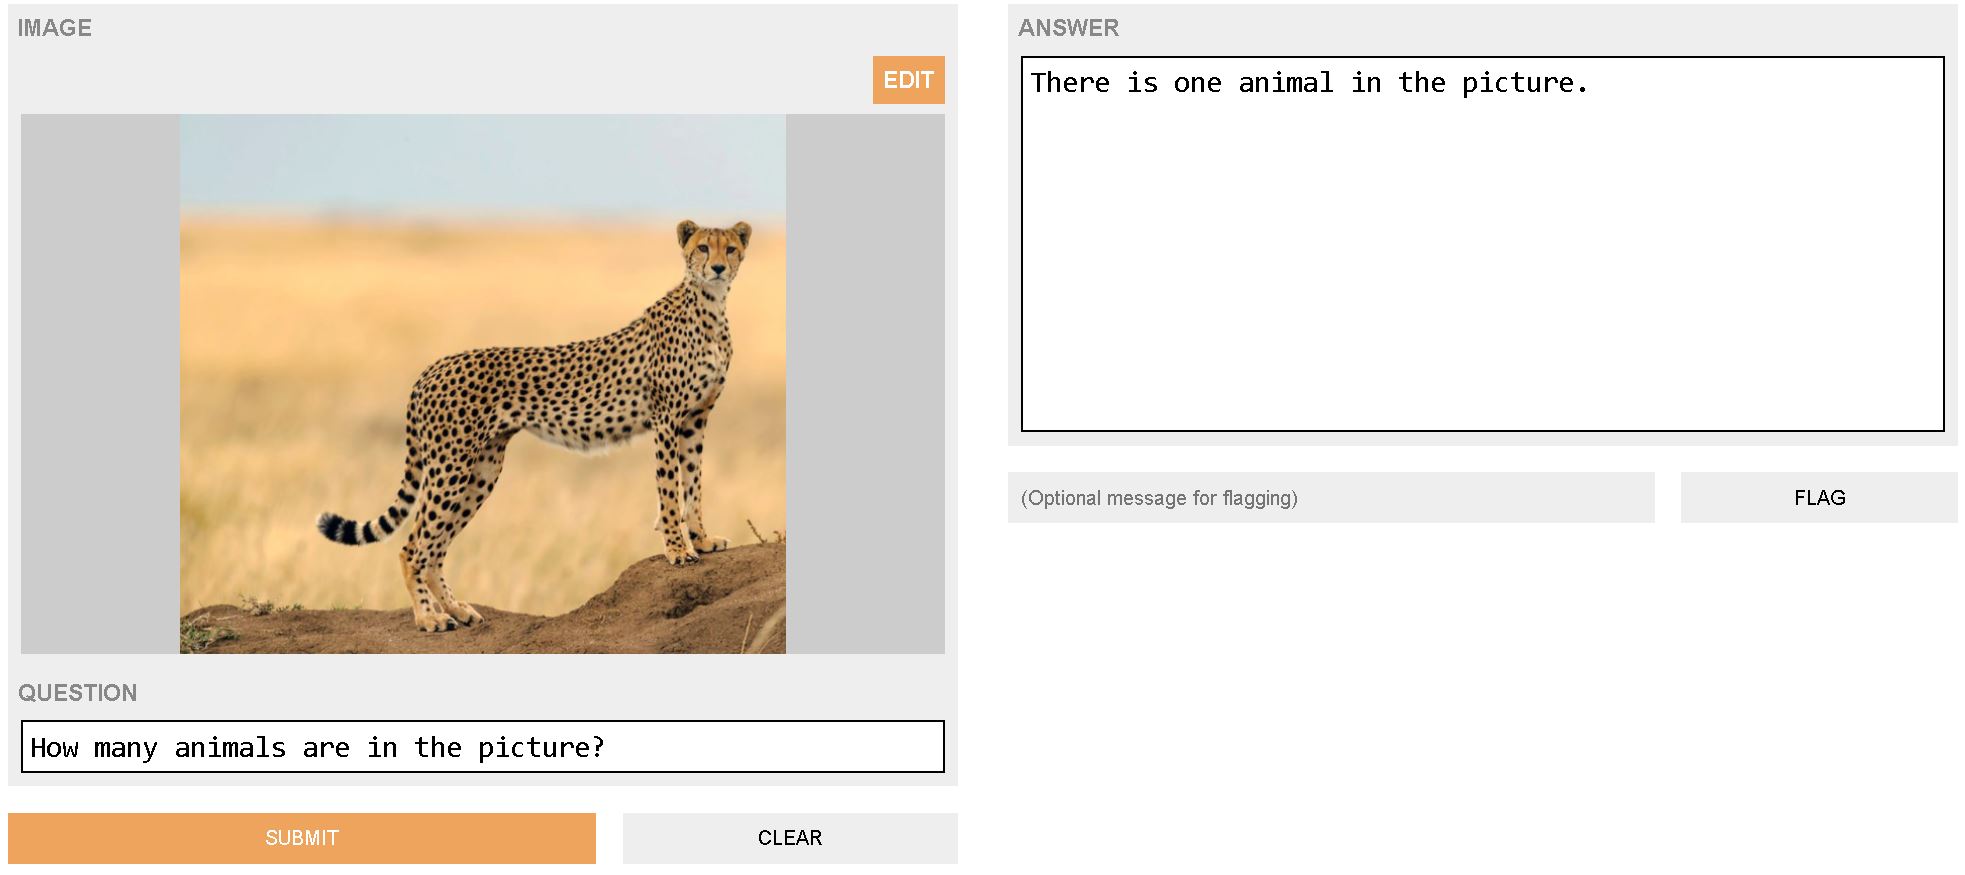 IMAGE
EDIT
QUESTION
How many animals are in the picture?
SUBMIT
CLEAR
ANSWER
There is one animal in the picture.
(Optional message for flagging)
FLAG